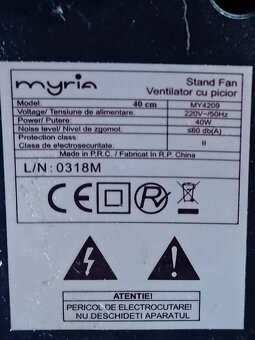 myria
Stand Fan
Ventilator cu picior
Model: 40 cm MY4209
Voltage/ Tensiune de alimentare: 220V~/50Hz
Power/ Putere: 40W
Noise level/ Nivel de zgomot: ≤60 db(A)
Protection class:
Clasa de electrosecuritate: II
Made in P.R.C. / Fabricat în R.P. China
L/N: 0318M
CE
ATENTIE!
PERICOL DE ELECTROCUTARE!
NU DESCHIDETI APARATUL